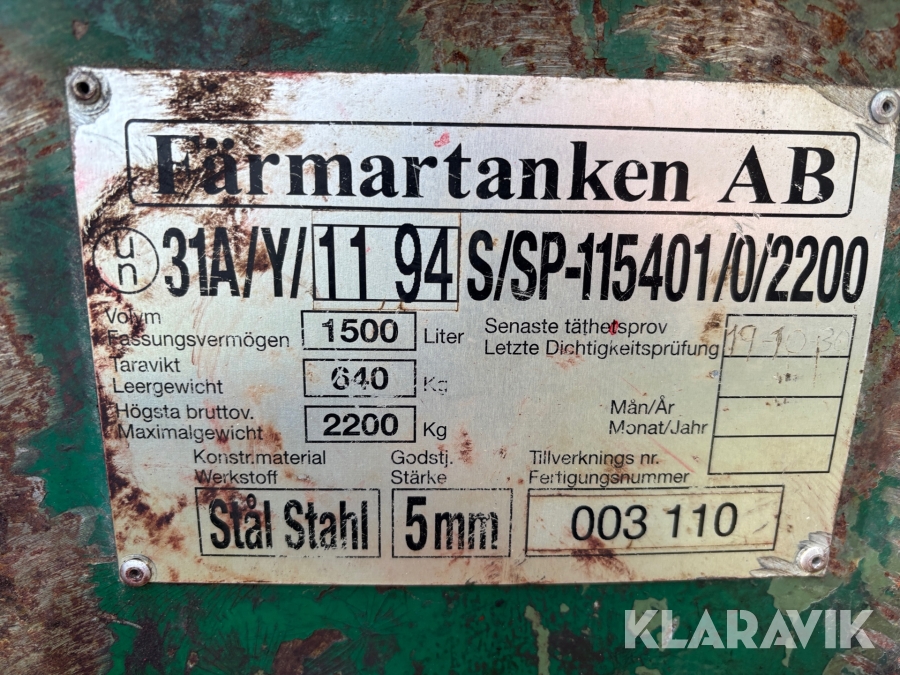 Färmartanken AB
un 31A/Y/11 94 S/SP-115401/0/2200
Volym
Fassungsvermögen 1500 Liter
Senaste täthetsprov
Letzte Dichtigkeitsprüfung
Taravikt
Leergewicht 640 Kg
Högsta bruttov.
Maximalgewicht 2200 Kg
Mån/År
Monat/Jahr
Konstr.material
Werkstoff
Stål Stahl
Godstj.
Stärke
5mm
Tillverknings nr.
Fertigungsnummer
003 110
KLARAVIK